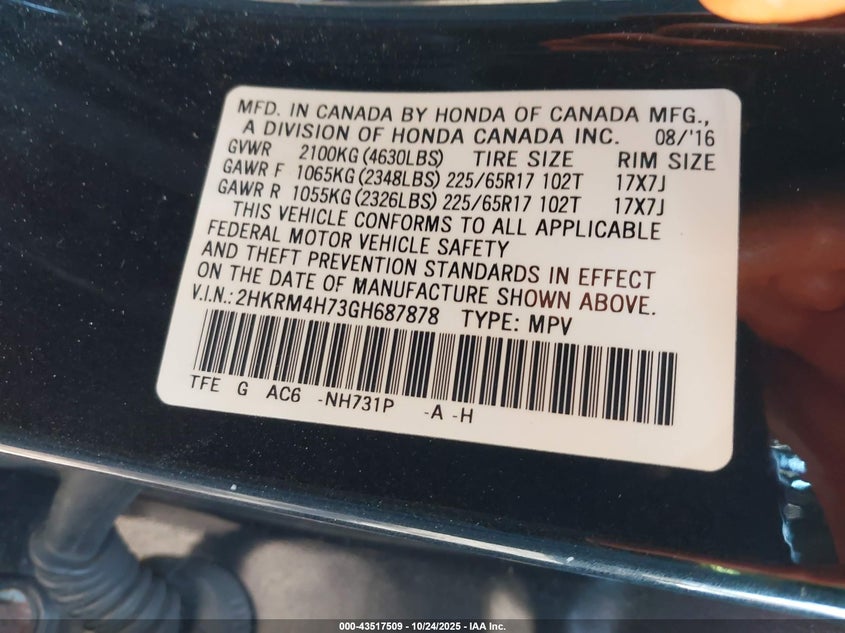 MFD. IN CANADA BY HONDA OF CANADA MFG.,
A DIVISION OF HONDA CANADA INC. 08/'16
GVWR 2100KG (4630LBS) TIRE SIZE RIM SIZE
GAWR F 1065KG (2348LBS) 225/65R17 102T 17X7J
GAWR R 1055KG (2326LBS) 225/65R17 102T 17X7J
THIS VEHICLE CONFORMS TO ALL APPLICABLE
FEDERAL MOTOR VEHICLE SAFETY
AND THEFT PREVENTION STANDARDS IN EFFECT
ON THE DATE OF MANUFACTURE SHOWN ABOVE.
V.I.N.: 2HKRM4H73GH687878 TYPE: MPV
TFE G AC6 -NH731P -A -H
000-43517509 - 10/24/2025 - IAA Inc.